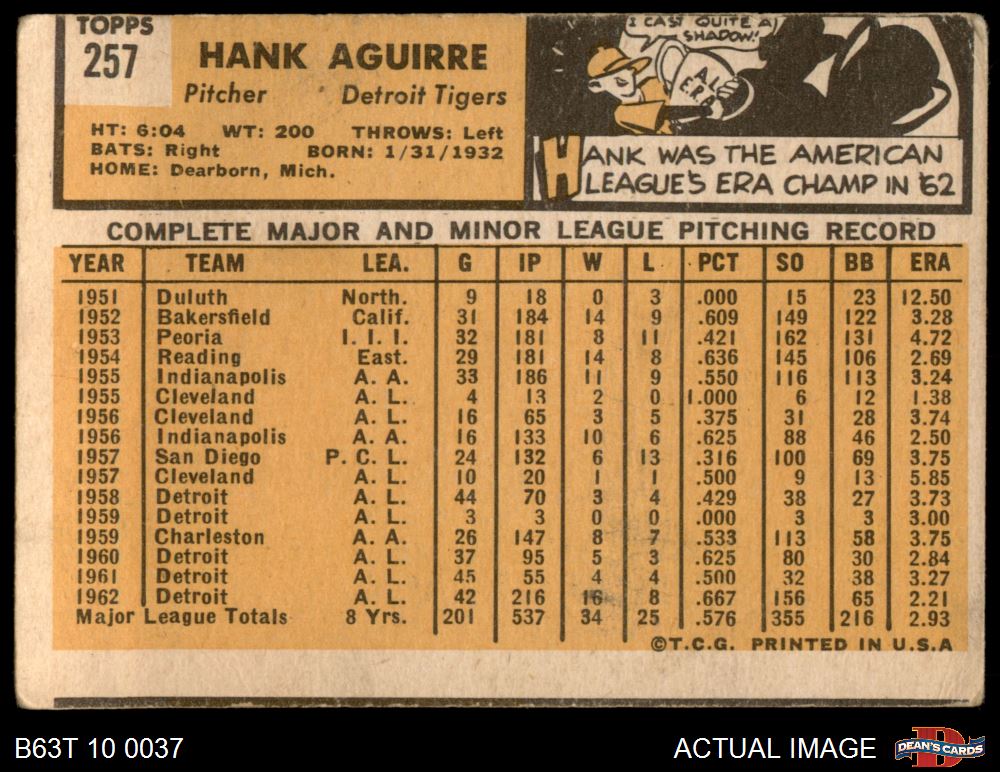 TOPPS
257
HANK AGUIRRE
Pitcher Detroit Tigers
HT: 6:04 WT: 200 THROWS: Left
BATS: Right BORN: 1/31/1932
HOME: Dearborn, Mich.
I CAST QUITE A
SHADOW!
A.L.
E.R.A.
HANK WAS THE AMERICAN
LEAGUE'S ERA CHAMP IN '62
COMPLETE MAJOR AND MINOR LEAGUE PITCHING RECORD
YEAR TEAM LEA. G IP W L PCT SO BB ERA
1951 Duluth North. 9 18 0 3 .000 15 23 12.50
1952 Bakersfield Calif. 31 184 14 9 .609 149 122 3.28
1953 Peoria I. I. I. 32 181 8 11 .421 162 131 4.72
1954 Reading East. 29 181 14 8 .636 145 106 2.69
1955 Indianapolis A. A. 33 186 11 9 .550 116 113 3.24
1955 Cleveland A. L. 4 13 2 0 1.000 6 12 1.38
1956 Cleveland A. L. 16 65 3 5 .375 31 28 3.74
1956 Indianapolis A. A. 16 133 10 6 .625 88 46 2.50
1957 San Diego P. C. L. 24 132 6 13 .316 100 69 3.75
1957 Cleveland A. L. 10 20 1 1 .500 9 13 5.85
1958 Detroit A. L. 44 70 3 4 .429 38 27 3.73
1959 Detroit A. L. 3 3 0 0 .000 3 3 3.00
1959 Charleston A. A. 26 147 8 7 .533 113 58 3.75
1960 Detroit A. L. 37 95 5 3 .625 80 30 2.84
1961 Detroit A. L. 45 55 4 4 .500 32 38 3.27
1962 Detroit A. L. 42 216 16 8 .667 156 65 2.21
Major League Totals 8 Yrs. 201 537 34 25 .576 355 216 2.93
©T.C.G. PRINTED IN U.S.A
B63T 10 0037
ACTUAL IMAGE
DEAN'S CARDS